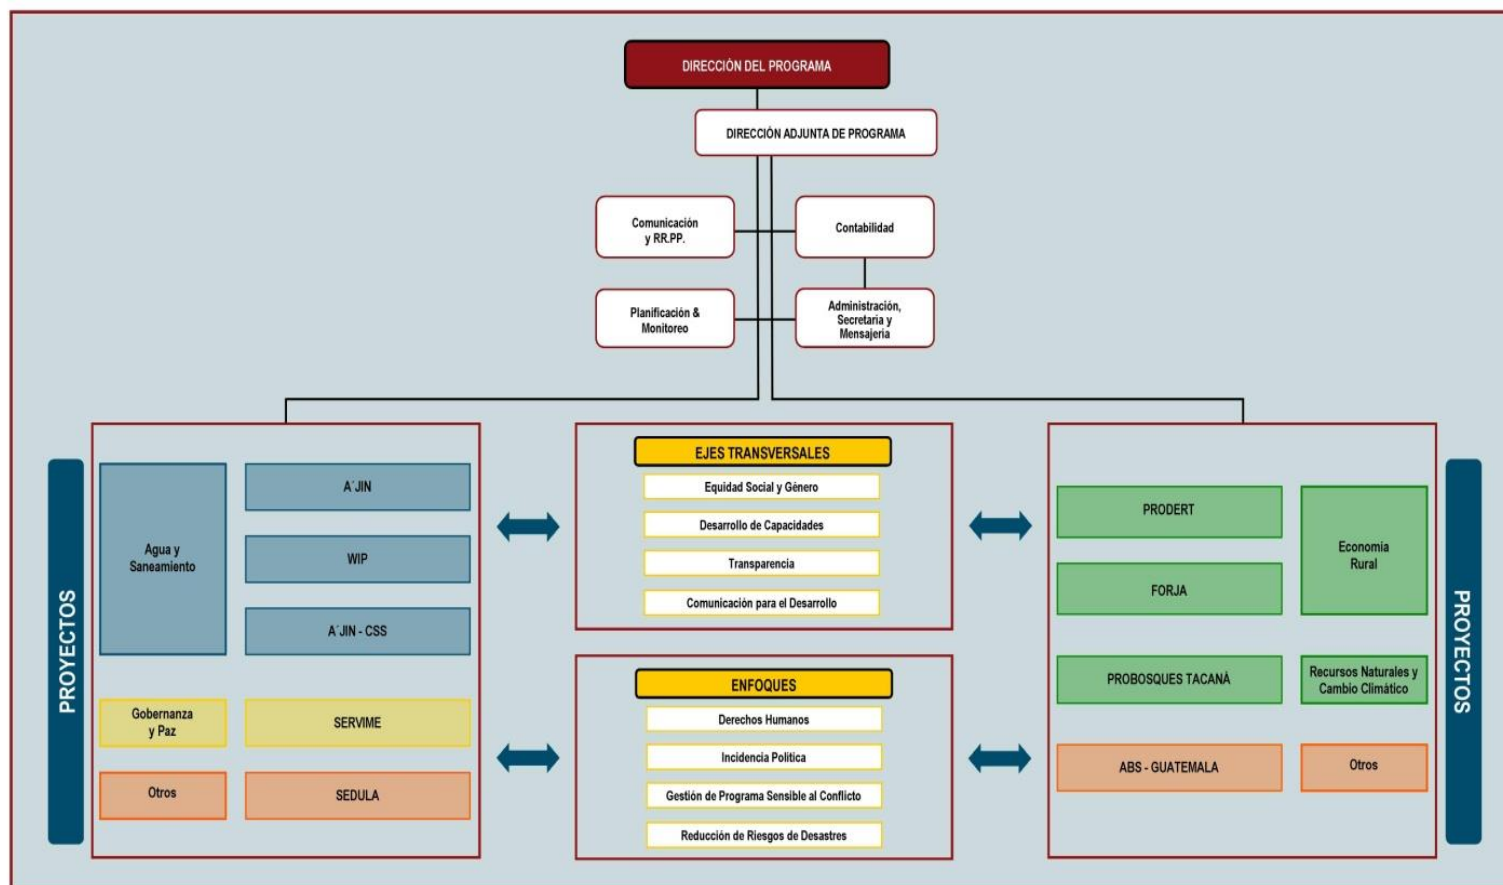 DIRECCIÓN DEL PROGRAMA
DIRECCIÓN ADJUNTA DE PROGRAMA
Comunicación
y RR.PP.
Contabilidad
Planificación &
Monitoreo
Administración,
Secretaria y
Mensajeria
PROYECTOS
Agua y
Saneamiento
A´JIN
WIP
A´JIN - CSS
Gobernanza
y Paz
SERVIME
Otros
SEDULA
EJES TRANSVERSALES
Equidad Social y Género
Desarrollo de Capacidades
Transparencia
Comunicación para el Desarrollo
ENFOQUES
Derechos Humanos
Incidencia Política
Gestión de Programa Sensible al Conflicto
Reducción de Riesgos de Desastres
PRODERT
FORJA
Economia
Rural
PROBOSQUES TACANÀ
Recursos Naturales y
Cambio Climático
ABS - GUATEMALA
Otros
PROYECTOS